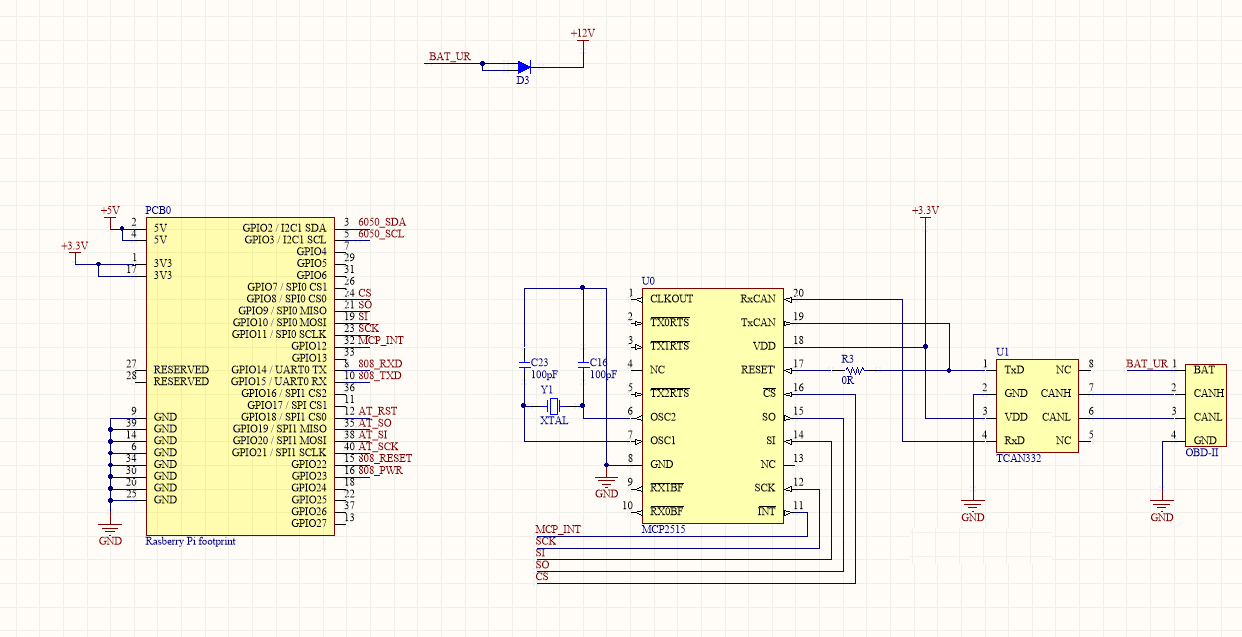 +12V
BAT_UR
D3
+5V
PCB0
+3.3V
2 5V
4 5V
1 3V3
17 3V3
27 RESERVED
28 RESERVED
9 GND
39 GND
14 GND
6 GND
34 GND
30 GND
20 GND
25 GND
GND
GPIO2 / I2C1 SDA 3 6050_SDA
GPIO3 / I2C1 SCL 5 6050_SCL
GPIO4 7
GPIO5 29
GPIO6 31
GPIO7 / SPI0 CS1 26
GPIO8 / SPI0 CS0 24 CS
GPIO9 / SPI0 MISO 21 SO
GPIO10 / SPI0 MOSI 19 SI
GPIO11 / SPI0 SCLK 23 SCK
GPIO12 32 MCP_INT
GPIO13 33
GPIO14 / UART0 TX 8 808_RXD
GPIO15 / UART0 RX 10 808_TXD
GPIO16 / SPI1 CS2 36
GPIO17 / SPI CS1 11
GPIO18 / SPI1 CS0 12 AT_RST
GPIO19 / SPI1 MISO 35 AT_SO
GPIO20 / SPI1 MOSI 38 AT_SI
GPIO21 / SPI1 SCLK 40 AT_SCK
GPIO22 15 808_RESET
GPIO23 16 808_PWR
GPIO24 18
GPIO25 22
GPIO26 37
GPIO27 13
Rasberry Pi footprint
C23
100pF
C16
100pF
Y1
XTAL
GND
U0
1 CLKOUT
2 TX0RTS
3 TX1RTS
4 NC
5 TX2RTS
6 OSC2
7 OSC1
8 GND
9 RX1BF
10 RX0BF
RxCAN 20
TxCAN 19
VDD 18
RESET 17
CS 16
SO 15
SI 14
NC 13
SCK 12
INT 11
MCP2515
MCP_INT
SCK
SI
SO
CS
R3
0R
+3.3V
U1
1 TxD
2 GND
3 VDD
4 RxD
NC 8
CANH 7
CANL 6
NC 5
TCAN332
GND
BAT_UR 1 BAT
2 CANH
3 CANL
4 GND
OBD-II
GND